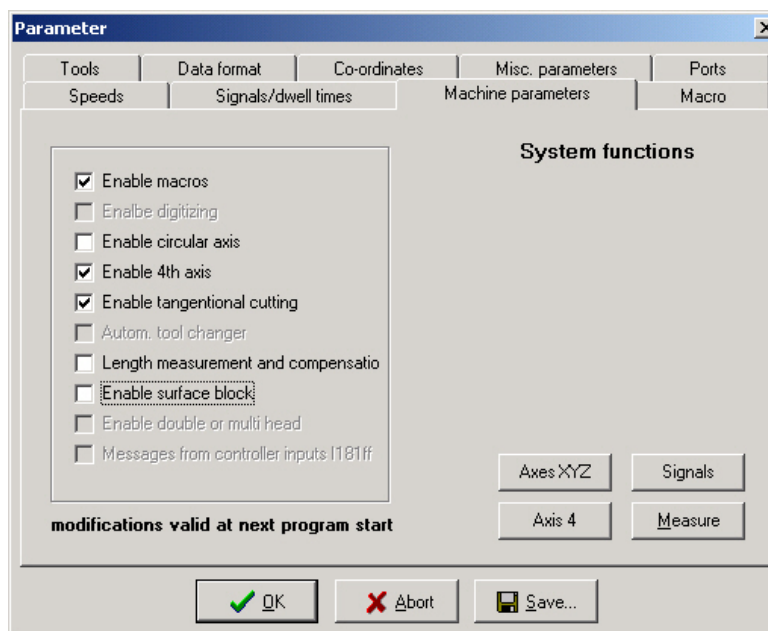 Parameter
Tools Data format Co-ordinates Misc. parameters Ports
Speeds Signals/dwell times Machine parameters Macro
System functions
Enable macros
Enalbe digitizing
Enable circular axis
Enable 4th axis
Enable tangentional cutting
Autom. tool changer
Length measurement and compensatio
Enable surface block
Enable double or multi head
Messages from controller inputs I181ff
Axes XYZ Signals
modifications valid at next program start
Axis 4 Measure
OK Abort Save...